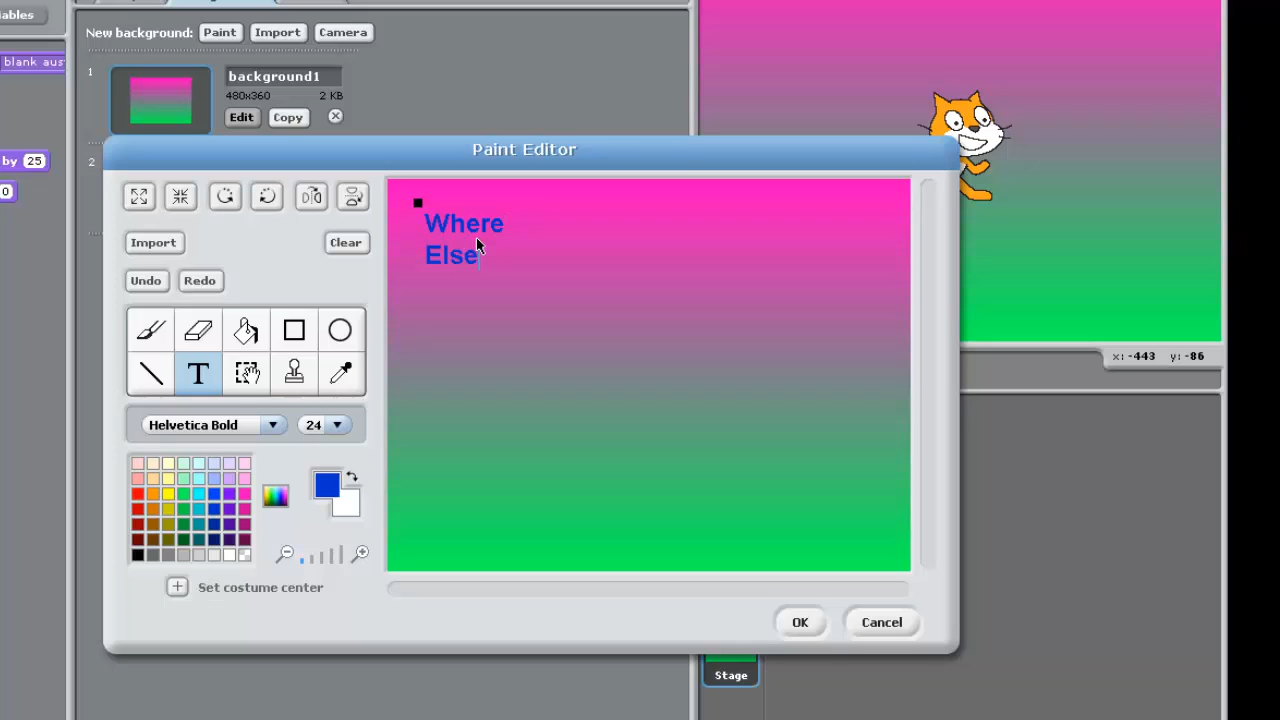 iables
New background: Paint Import Camera
blank aus
1
background1
480x360 2 KB
Edit Copy
by 25
2
0
Paint Editor
Import Clear
Undo Redo
T
Helvetica Bold 24
Set costume center
Where
Else
OK Cancel
x: -443 y: -86
Stage